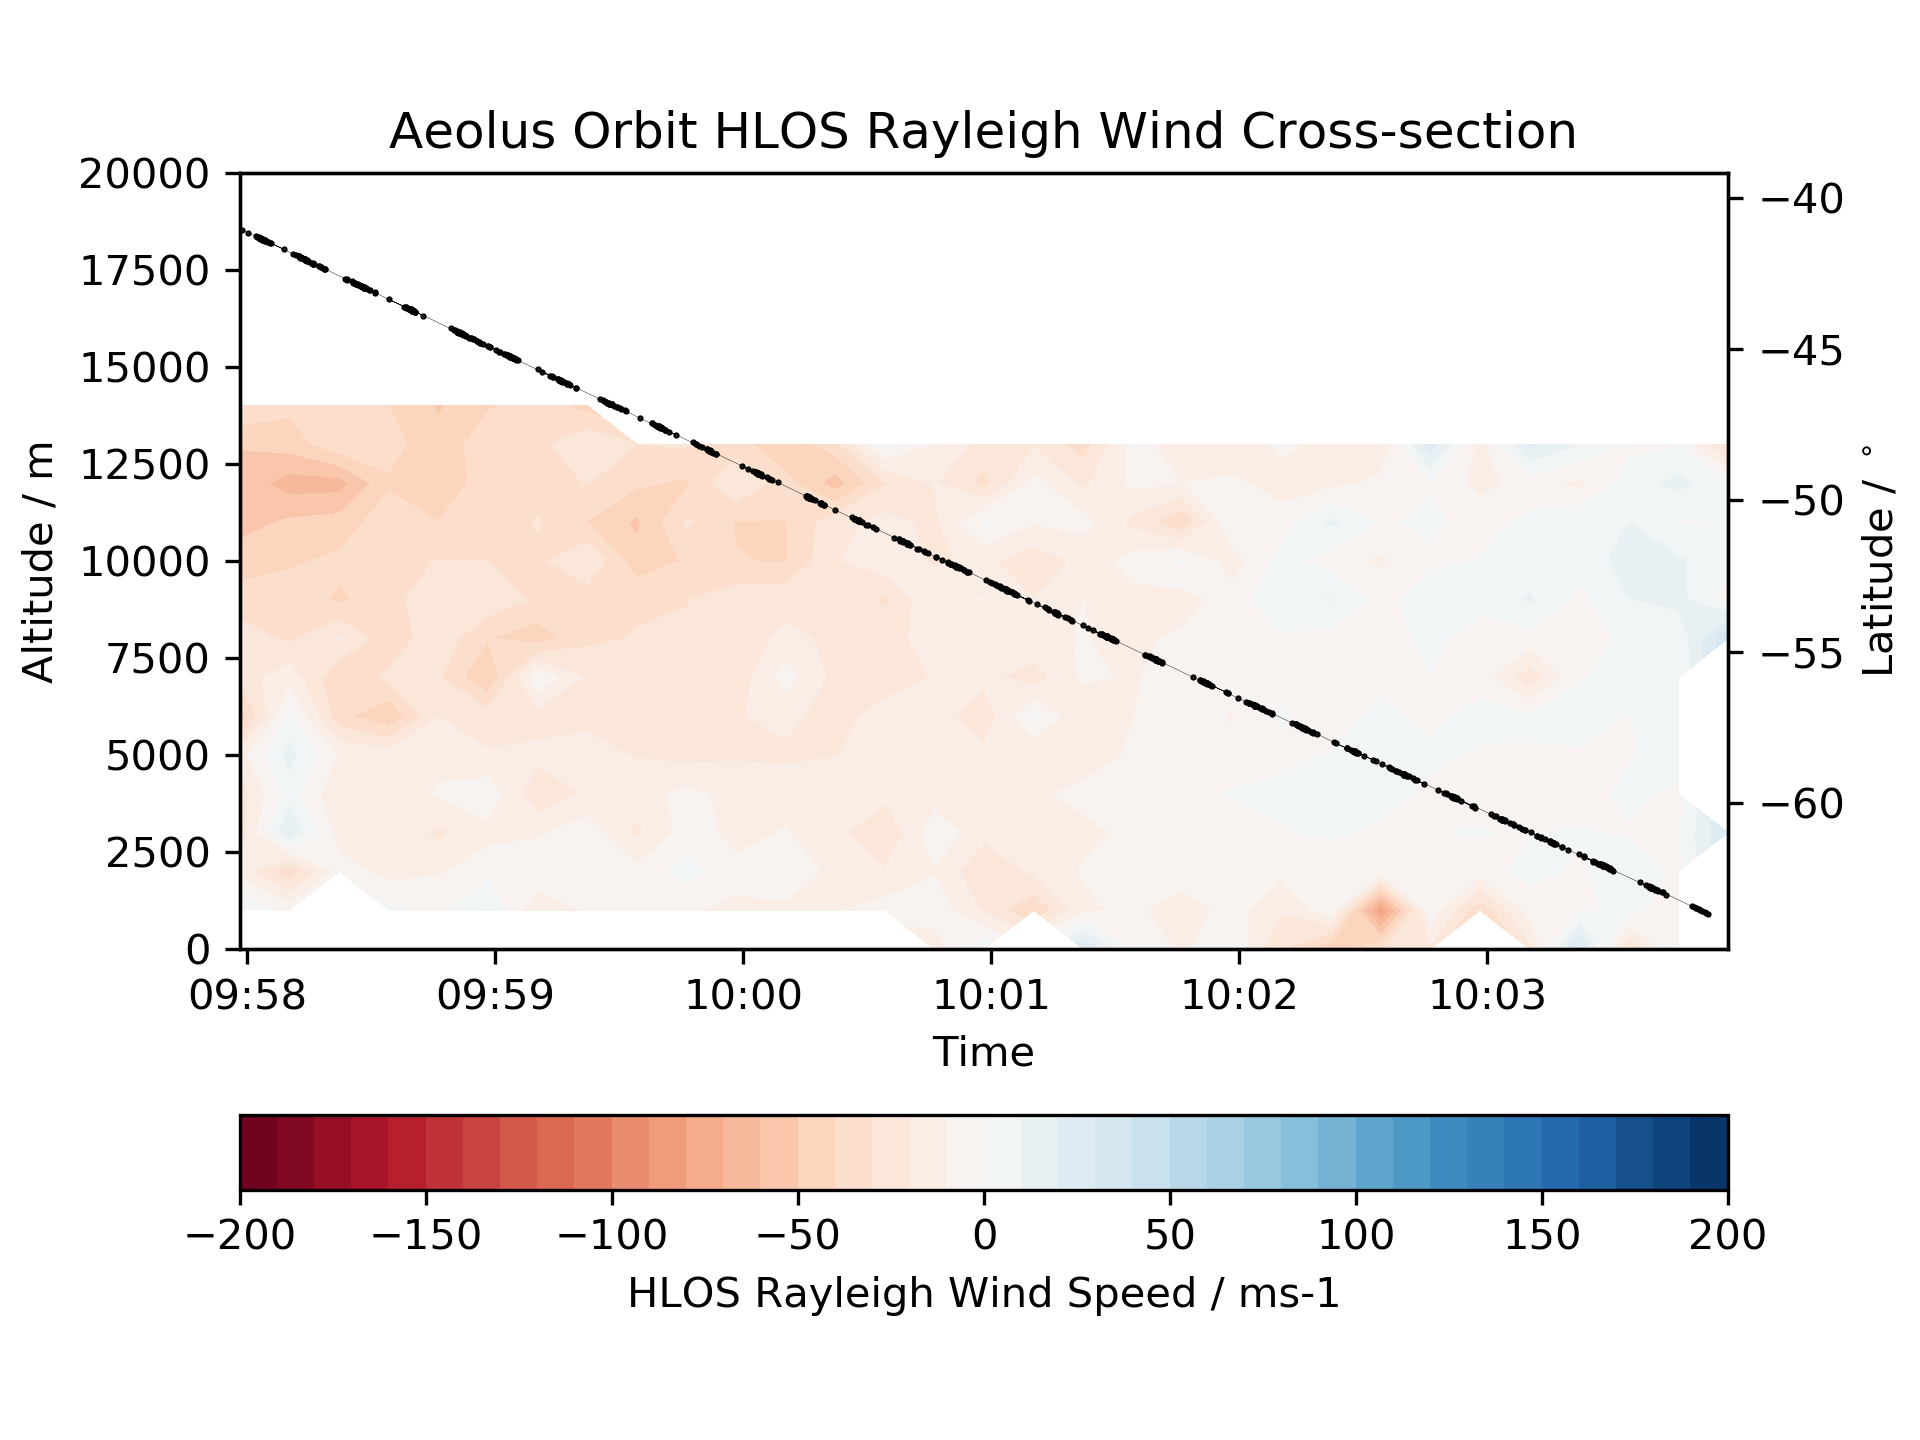 Aeolus Orbit HLOS Rayleigh Wind Cross-section
20000
17500
15000
12500
10000
7500
5000
2500
0
Altitude / m
−40
−45
−50
−55
−60
Latitude / °
09:58 09:59 10:00 10:01 10:02 10:03
Time
−200 −150 −100 −50 0 50 100 150 200
HLOS Rayleigh Wind Speed / ms-1